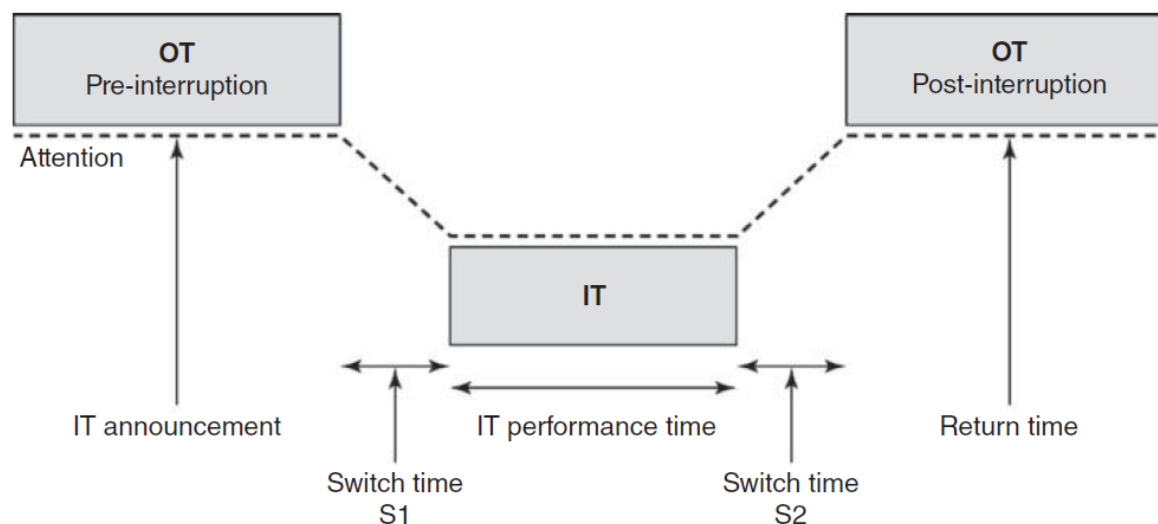 OT
Pre-interruption
OT
Post-interruption
Attention
IT
IT announcement
IT performance time
Return time
Switch time
S1
Switch time
S2